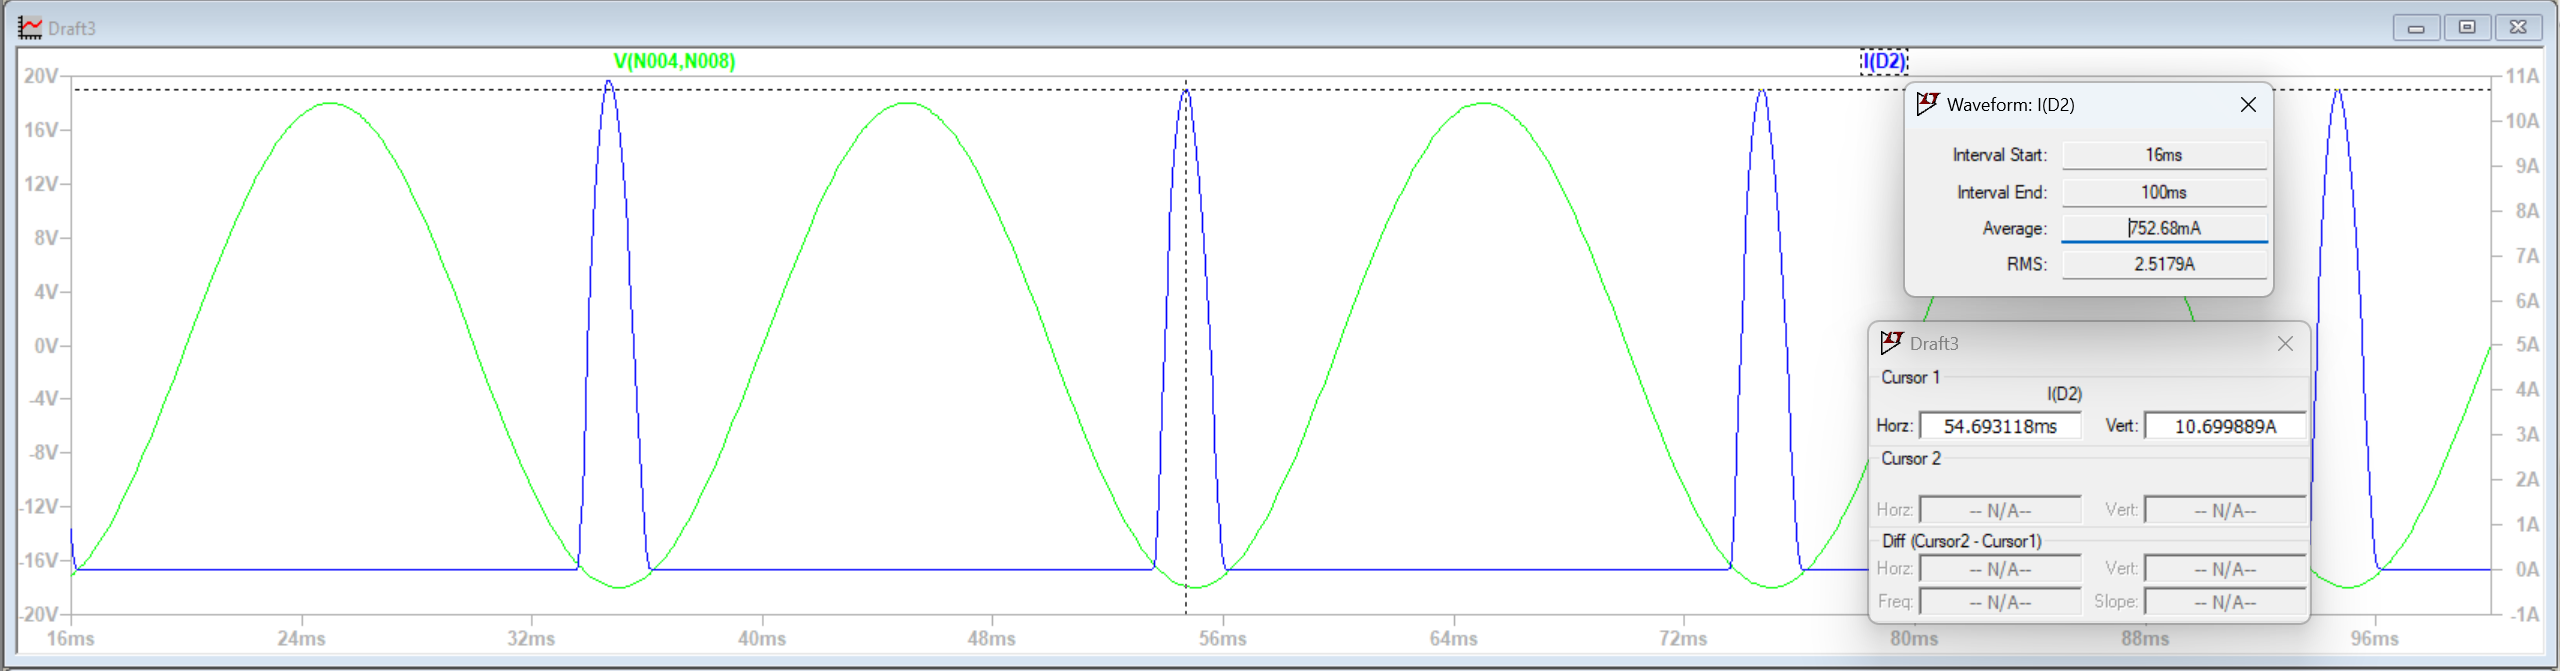 Draft3
V(N004,N008)
I(D2)
20V
16V
12V
8V
4V
0V
-4V
-8V
-12V
-16V
-20V
11A
10A
9A
8A
7A
6A
5A
4A
3A
2A
1A
0A
-1A
16ms 24ms 32ms 40ms 48ms 56ms 64ms 72ms 80ms 88ms 96ms
Waveform: I(D2)
Interval Start: 16ms
Interval End: 100ms
Average: 752.68mA
RMS: 2.5179A
Draft3
Cursor 1
I(D2)
Horz: 54.693118ms Vert: 10.699889A
Cursor 2
Horz: -- N/A-- Vert: -- N/A--
Diff (Cursor2 - Cursor1)
Horz: -- N/A-- Vert: -- N/A--
Freq: -- N/A-- Slope: -- N/A--